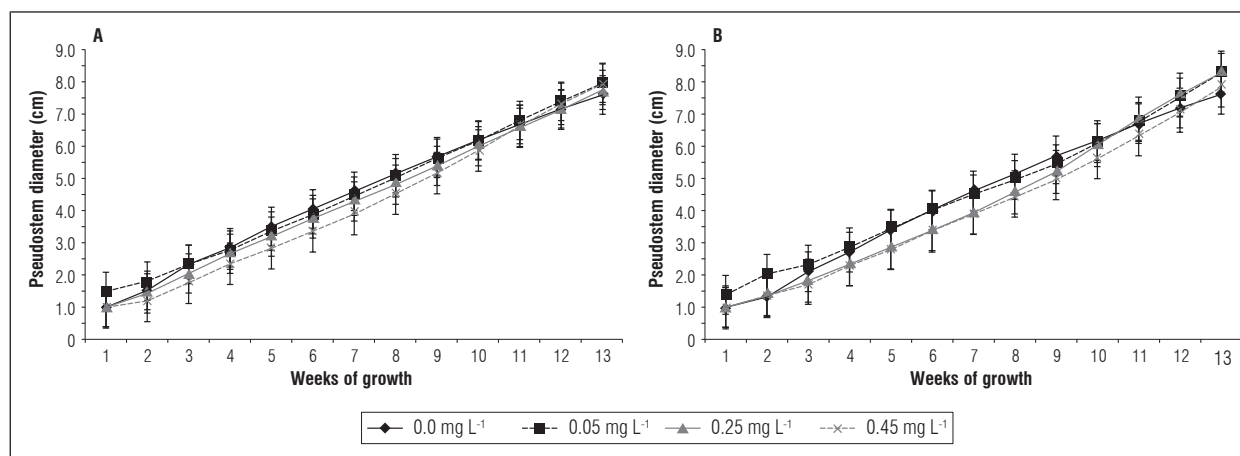 A
Pseudostem diameter (cm)
9.0
8.0
7.0
6.0
5.0
4.0
3.0
2.0
1.0
0
1 2 3 4 5 6 7 8 9 10 11 12 13
Weeks of growth
B
Pseudostem diameter (cm)
9.0
8.0
7.0
6.0
5.0
4.0
3.0
2.0
1.0
0
1 2 3 4 5 6 7 8 9 10 11 12 13
Weeks of growth
0.0 mg L⁻¹ 0.05 mg L⁻¹ 0.25 mg L⁻¹ 0.45 mg L⁻¹